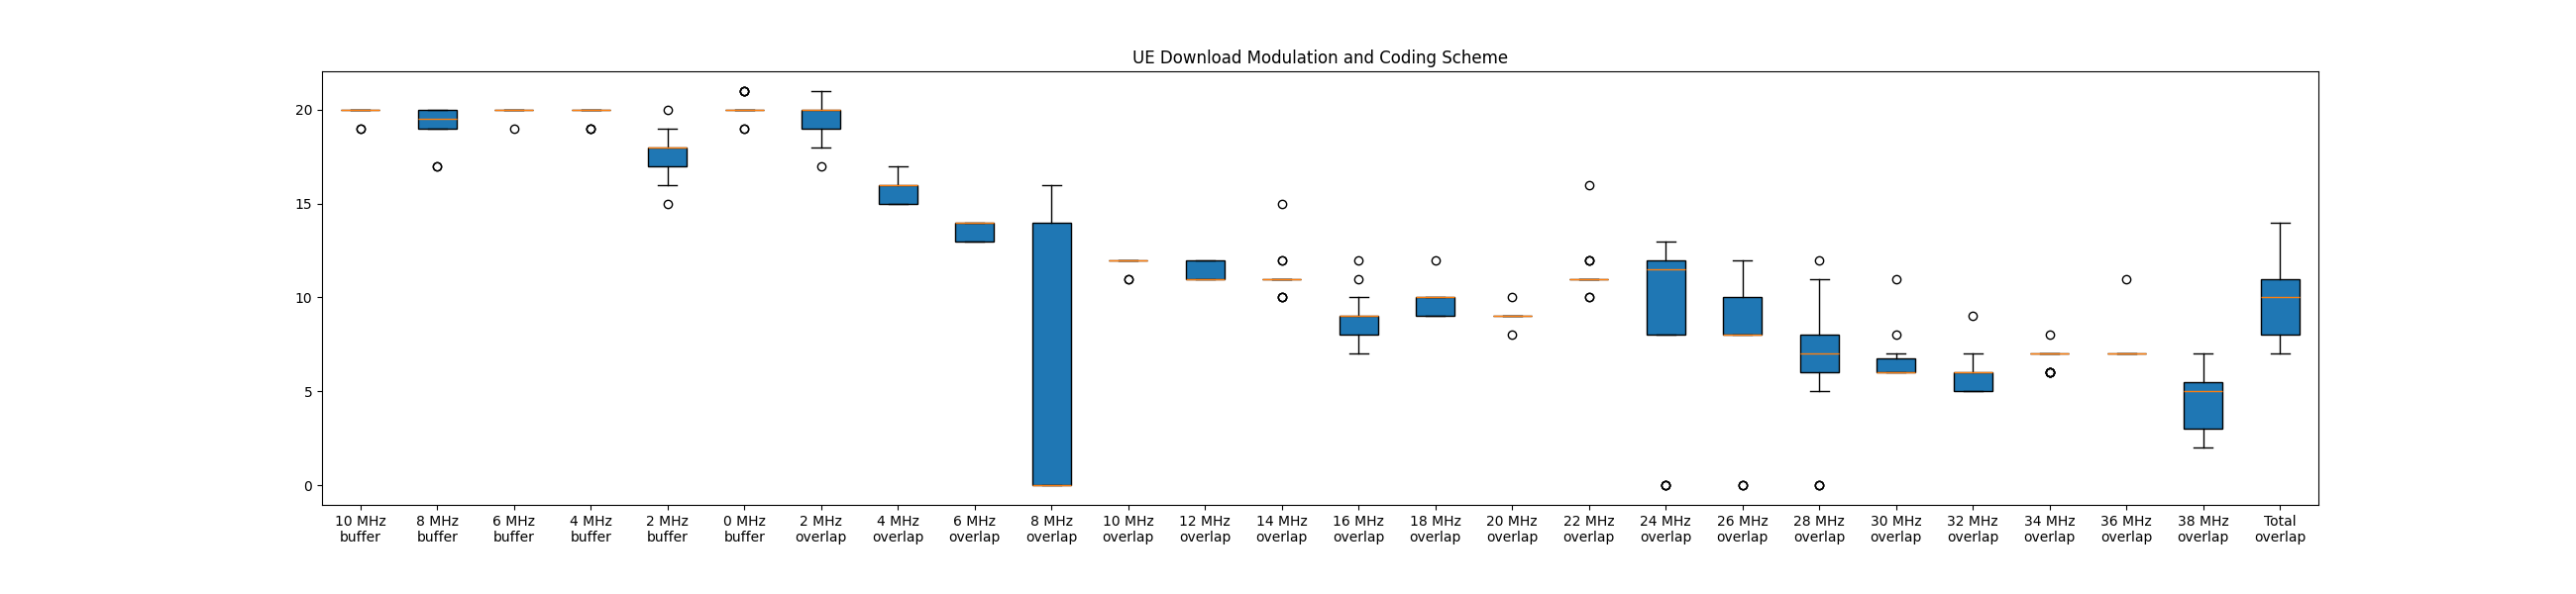 UE Download Modulation and Coding Scheme
20
15
10
5
0
10 MHz
buffer
8 MHz
buffer
6 MHz
buffer
4 MHz
buffer
2 MHz
buffer
0 MHz
buffer
2 MHz
overlap
4 MHz
overlap
6 MHz
overlap
8 MHz
overlap
10 MHz
overlap
12 MHz
overlap
14 MHz
overlap
16 MHz
overlap
18 MHz
overlap
20 MHz
overlap
22 MHz
overlap
24 MHz
overlap
26 MHz
overlap
28 MHz
overlap
30 MHz
overlap
32 MHz
overlap
34 MHz
overlap
36 MHz
overlap
38 MHz
overlap
Total
overlap